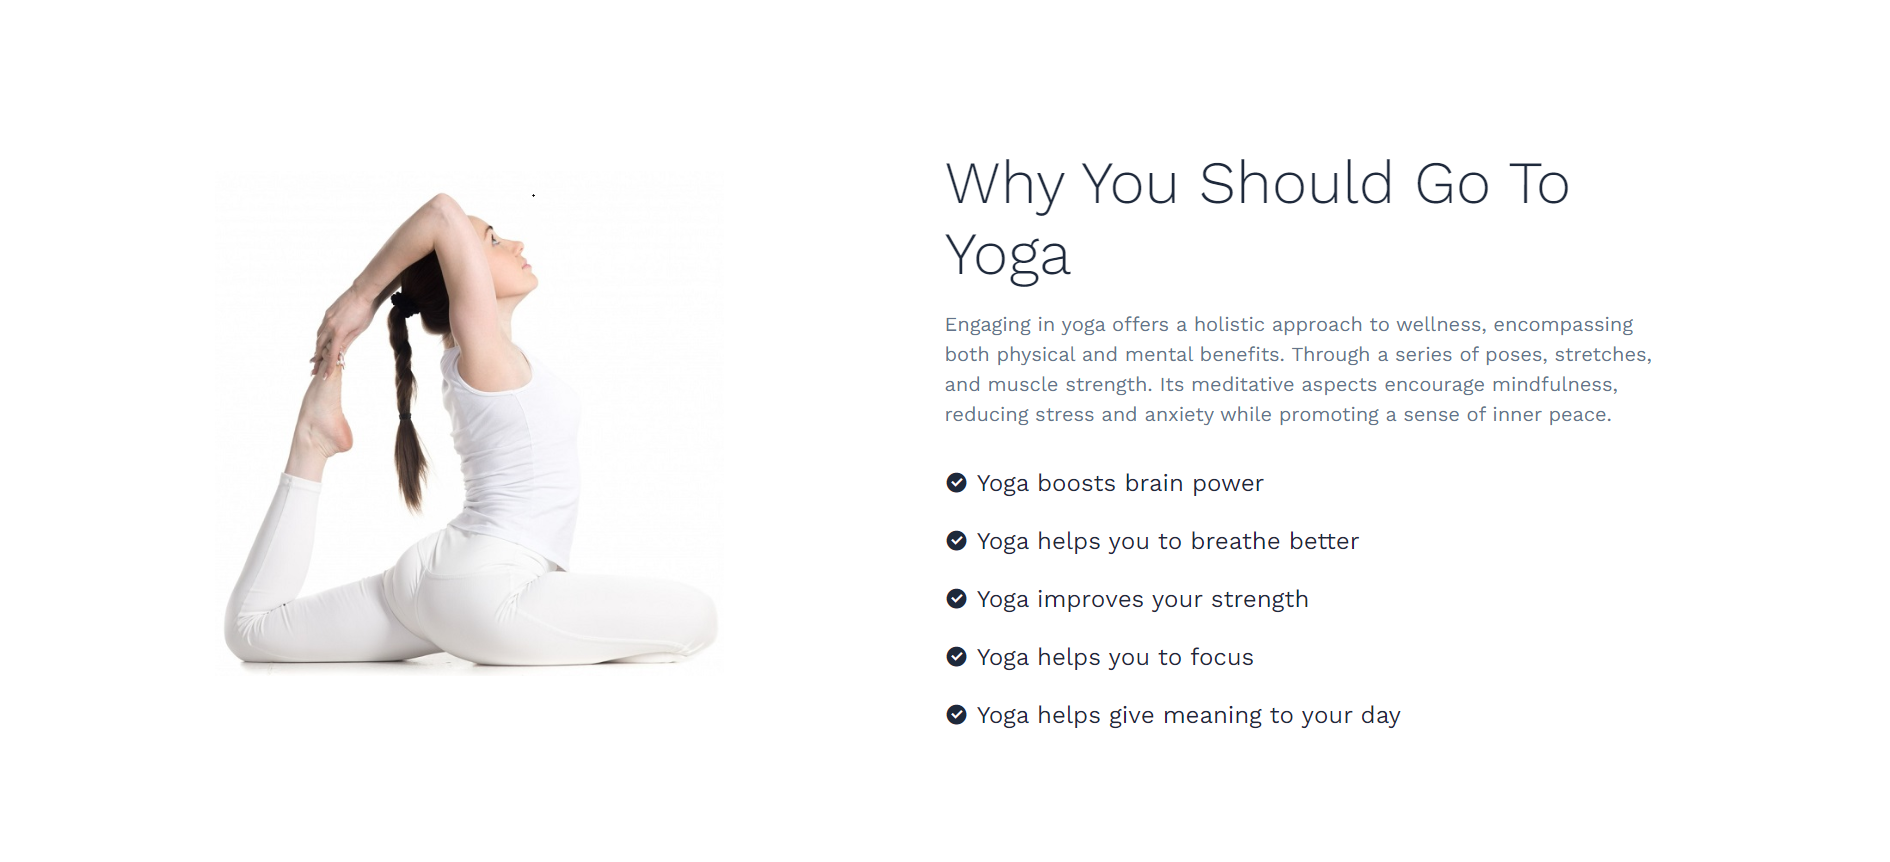 Why You Should Go To
Yoga
Engaging in yoga offers a holistic approach to wellness, encompassing
both physical and mental benefits. Through a series of poses, stretches,
and muscle strength. Its meditative aspects encourage mindfulness,
reducing stress and anxiety while promoting a sense of inner peace.
Yoga boosts brain power
Yoga helps you to breathe better
Yoga improves your strength
Yoga helps you to focus
Yoga helps give meaning to your day